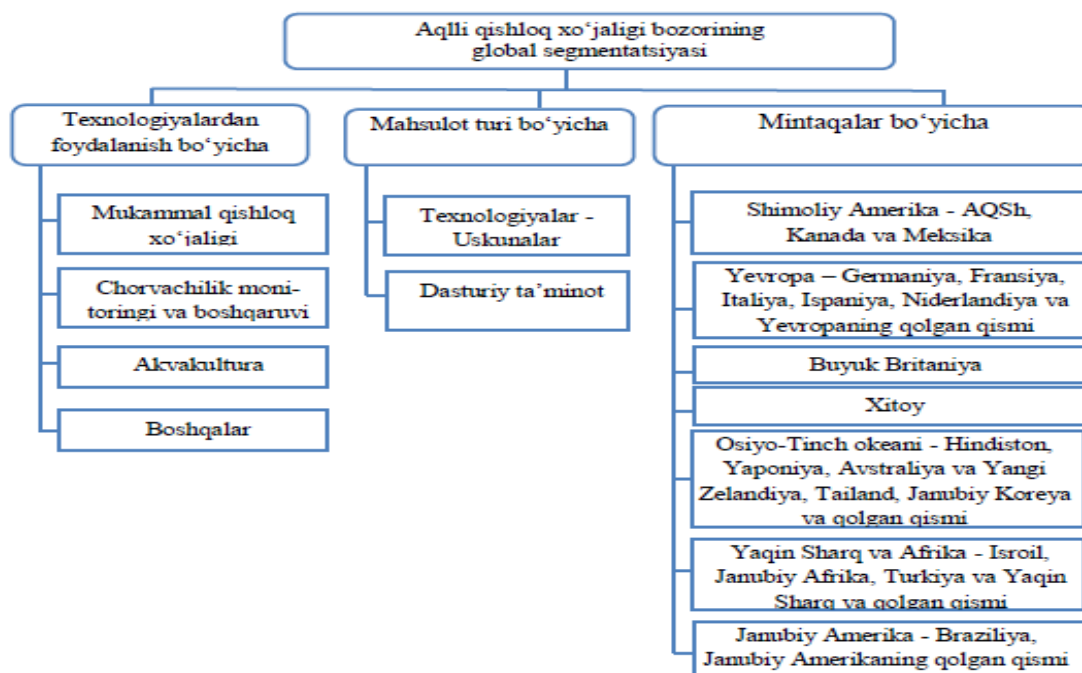 Aqlli qishloq xo‘jaligi bozorining
global segmentatsiyasi
Texnologiyalardan
foydalanish bo‘yicha
Mukammal qishloq
xo‘jaligi
Chorvachilik moni-
toringi va boshqaruvi
Akvakultura
Boshqalar
Mahsulot turi bo‘yicha
Texnologiyalar -
Uskunalar
Dasturiy ta’minot
Mintaqalar bo‘yicha
Shimoliy Amerika - AQSh,
Kanada va Meksika
Yevropa – Germaniya, Fransiya,
Italiya, Ispaniya, Niderlandiya va
Yevropaning qolgan qismi
Buyuk Britaniya
Xitoy
Osiyo-Tinch okeani - Hindiston,
Yaponiya, Avstraliya va Yangi
Zelandiya, Tailand, Janubiy Koreya
va qolgan qismi
Yaqin Sharq va Afrika - Isroil,
Janubiy Afrika, Turkiya va Yaqin
Sharq va qolgan qismi
Janubiy Amerika - Braziliya,
Janubiy Amerikaning qolgan qismi